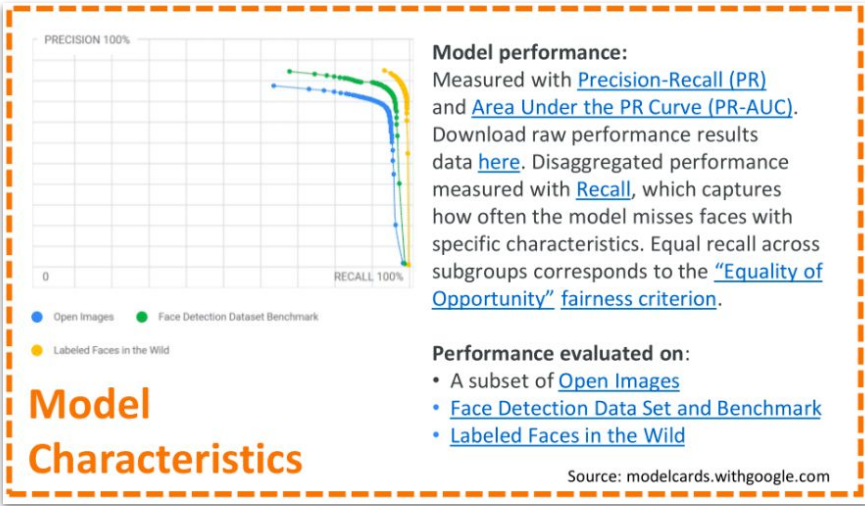 PRECISION 100%
0
RECALL 100%
Open Images
Face Detection Dataset Benchmark
Labeled Faces in the Wild
Model
Characteristics
Model performance:
Measured with Precision-Recall (PR)
and Area Under the PR Curve (PR-AUC).
Download raw performance results
data here. Disaggregated performance
measured with Recall, which captures
how often the model misses faces with
specific characteristics. Equal recall across
subgroups corresponds to the “Equality of
Opportunity” fairness criterion.
Performance evaluated on:
• A subset of Open Images
• Face Detection Data Set and Benchmark
• Labeled Faces in the Wild
Source: modelcards.withgoogle.com